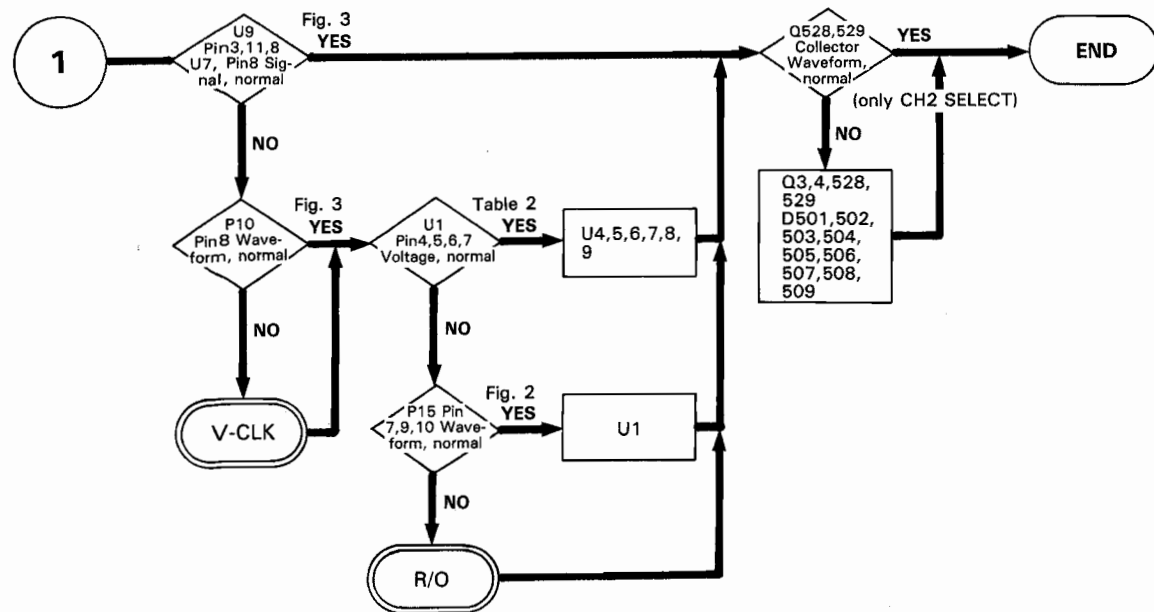 1
U9
Pin3,11,8
U7, Pin8 Sig-
nal, normal
Fig. 3
YES
Q528,529
Collector
Waveform,
normal
YES
END
(only CH2 SELECT)
NO
NO
Q3,4,528,
529
D501,502,
503,504,
505,506,
507,508,
509
P10
Pin8 Wave-
form, normal
Fig. 3
YES
U1
Pin4,5,6,7
Voltage, normal
Table 2
YES
U4,5,6,7,8,
9
NO
NO
V-CLK
P15 Pin
7,9,10 Wave-
form, normal
Fig. 2
YES
U1
NO
R/O